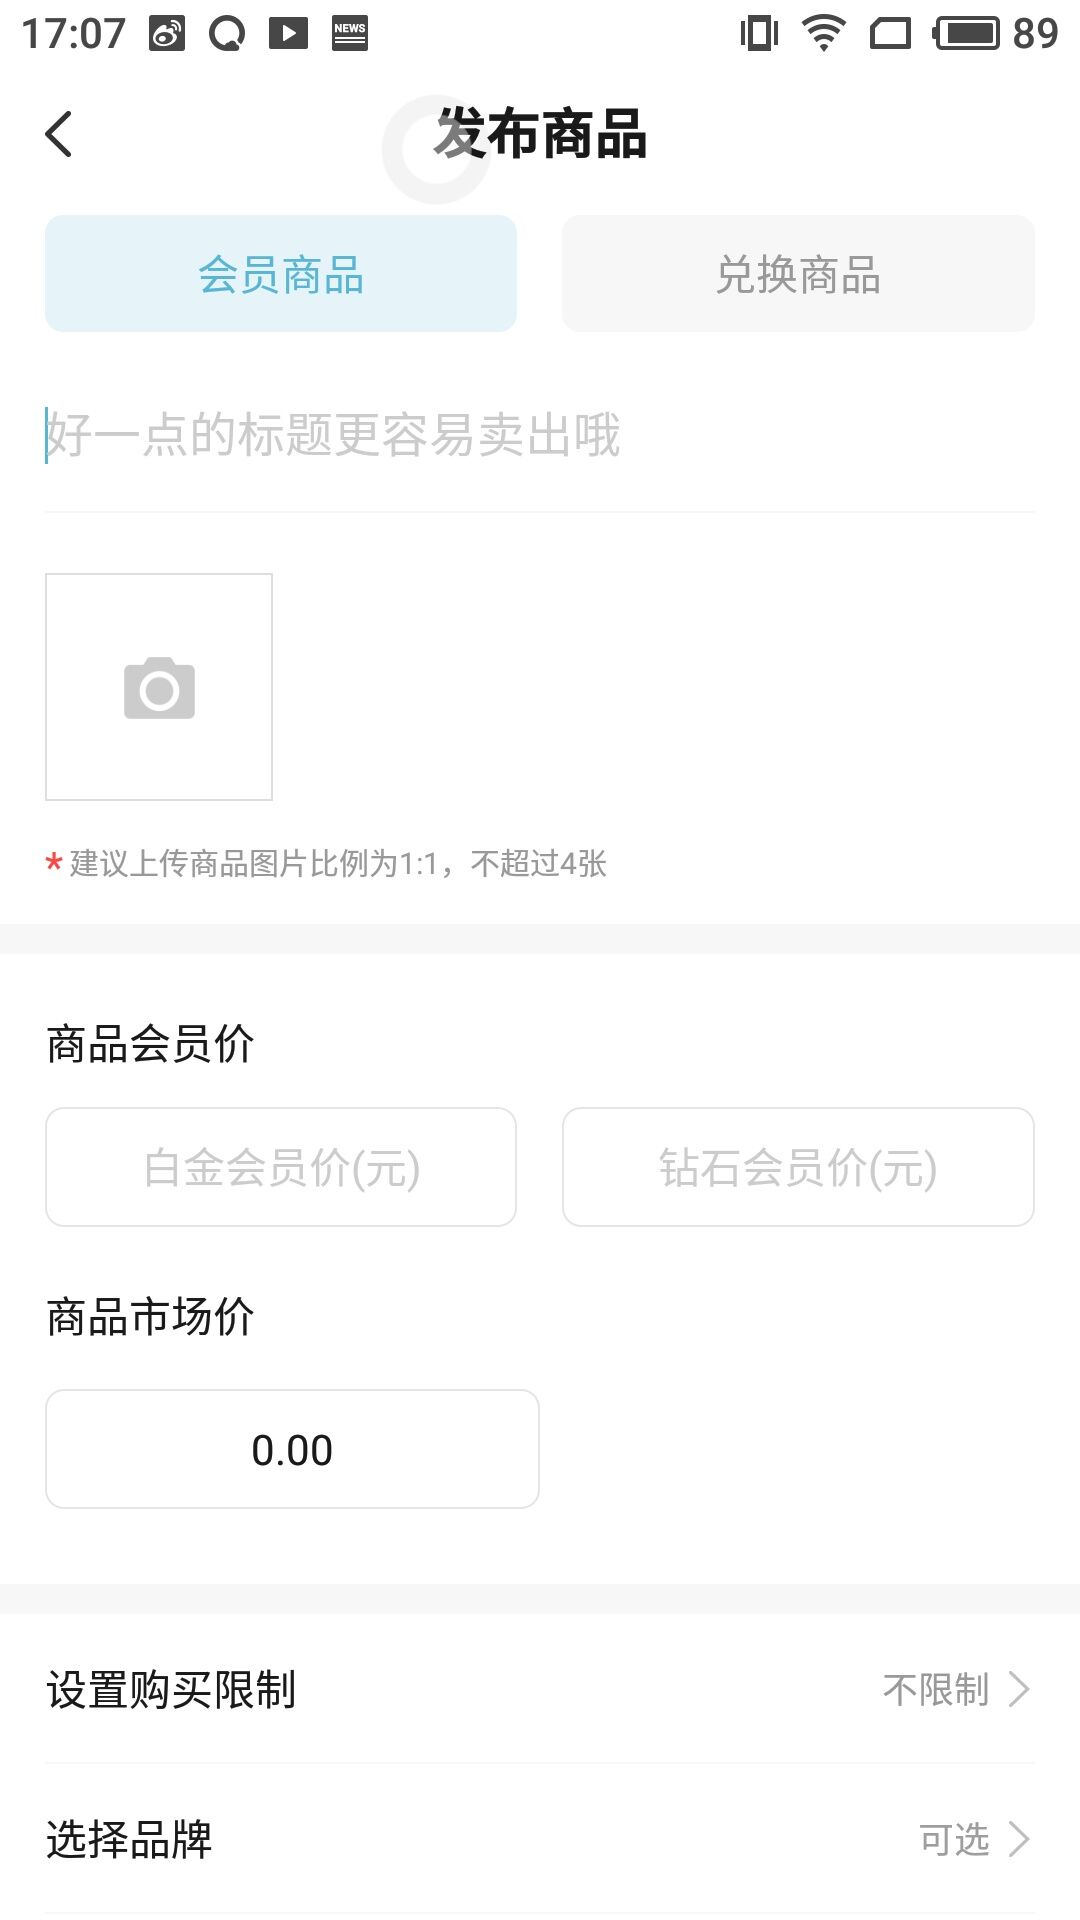 17:07 NEWS 89
发布商品
会员商品 兑换商品
好一点的标题更容易卖出哦
* 建议上传商品图片比例为1:1，不超过4张
商品会员价
白金会员价(元) 钻石会员价(元)
商品市场价
0.00
设置购买限制 不限制
选择品牌 可选